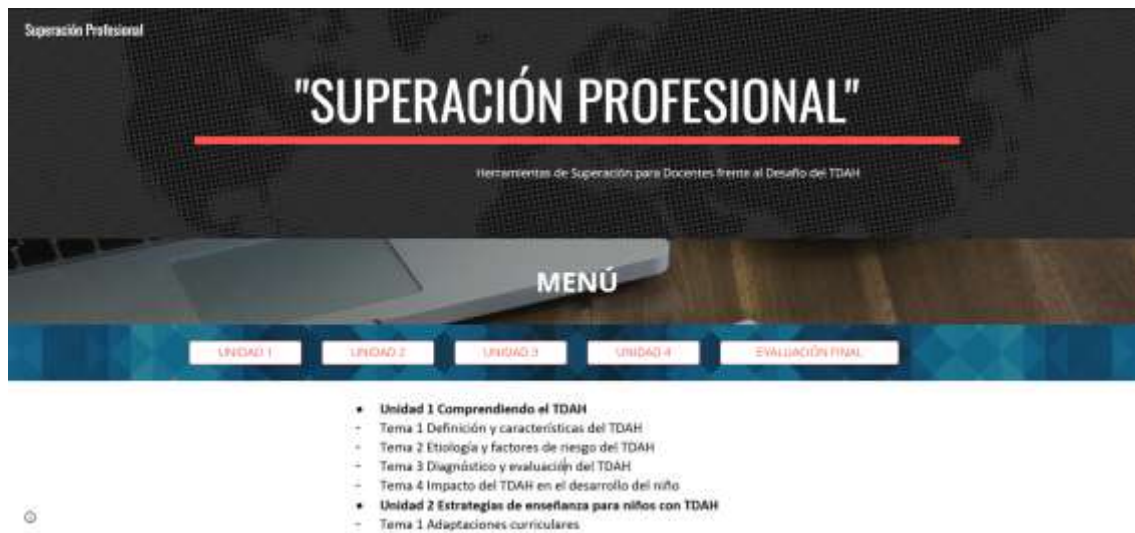 Superación Profesional
"SUPERACIÓN PROFESIONAL"
Herramientas de Superación para Docentes frente al Desafío del TDAH
MENÚ
UNIDAD 1 UNIDAD 2 UNIDAD 3 UNIDAD 4 EVALUACIÓN FINAL
• Unidad 1 Comprendiendo el TDAH
- Tema 1 Definición y características del TDAH
- Tema 2 Etiología y factores de riesgo del TDAH
- Tema 3 Diagnóstico y evaluación del TDAH
- Tema 4 Impacto del TDAH en el desarrollo del niño
• Unidad 2 Estrategias de enseñanza para niños con TDAH
- Tema 1 Adaptaciones curriculares